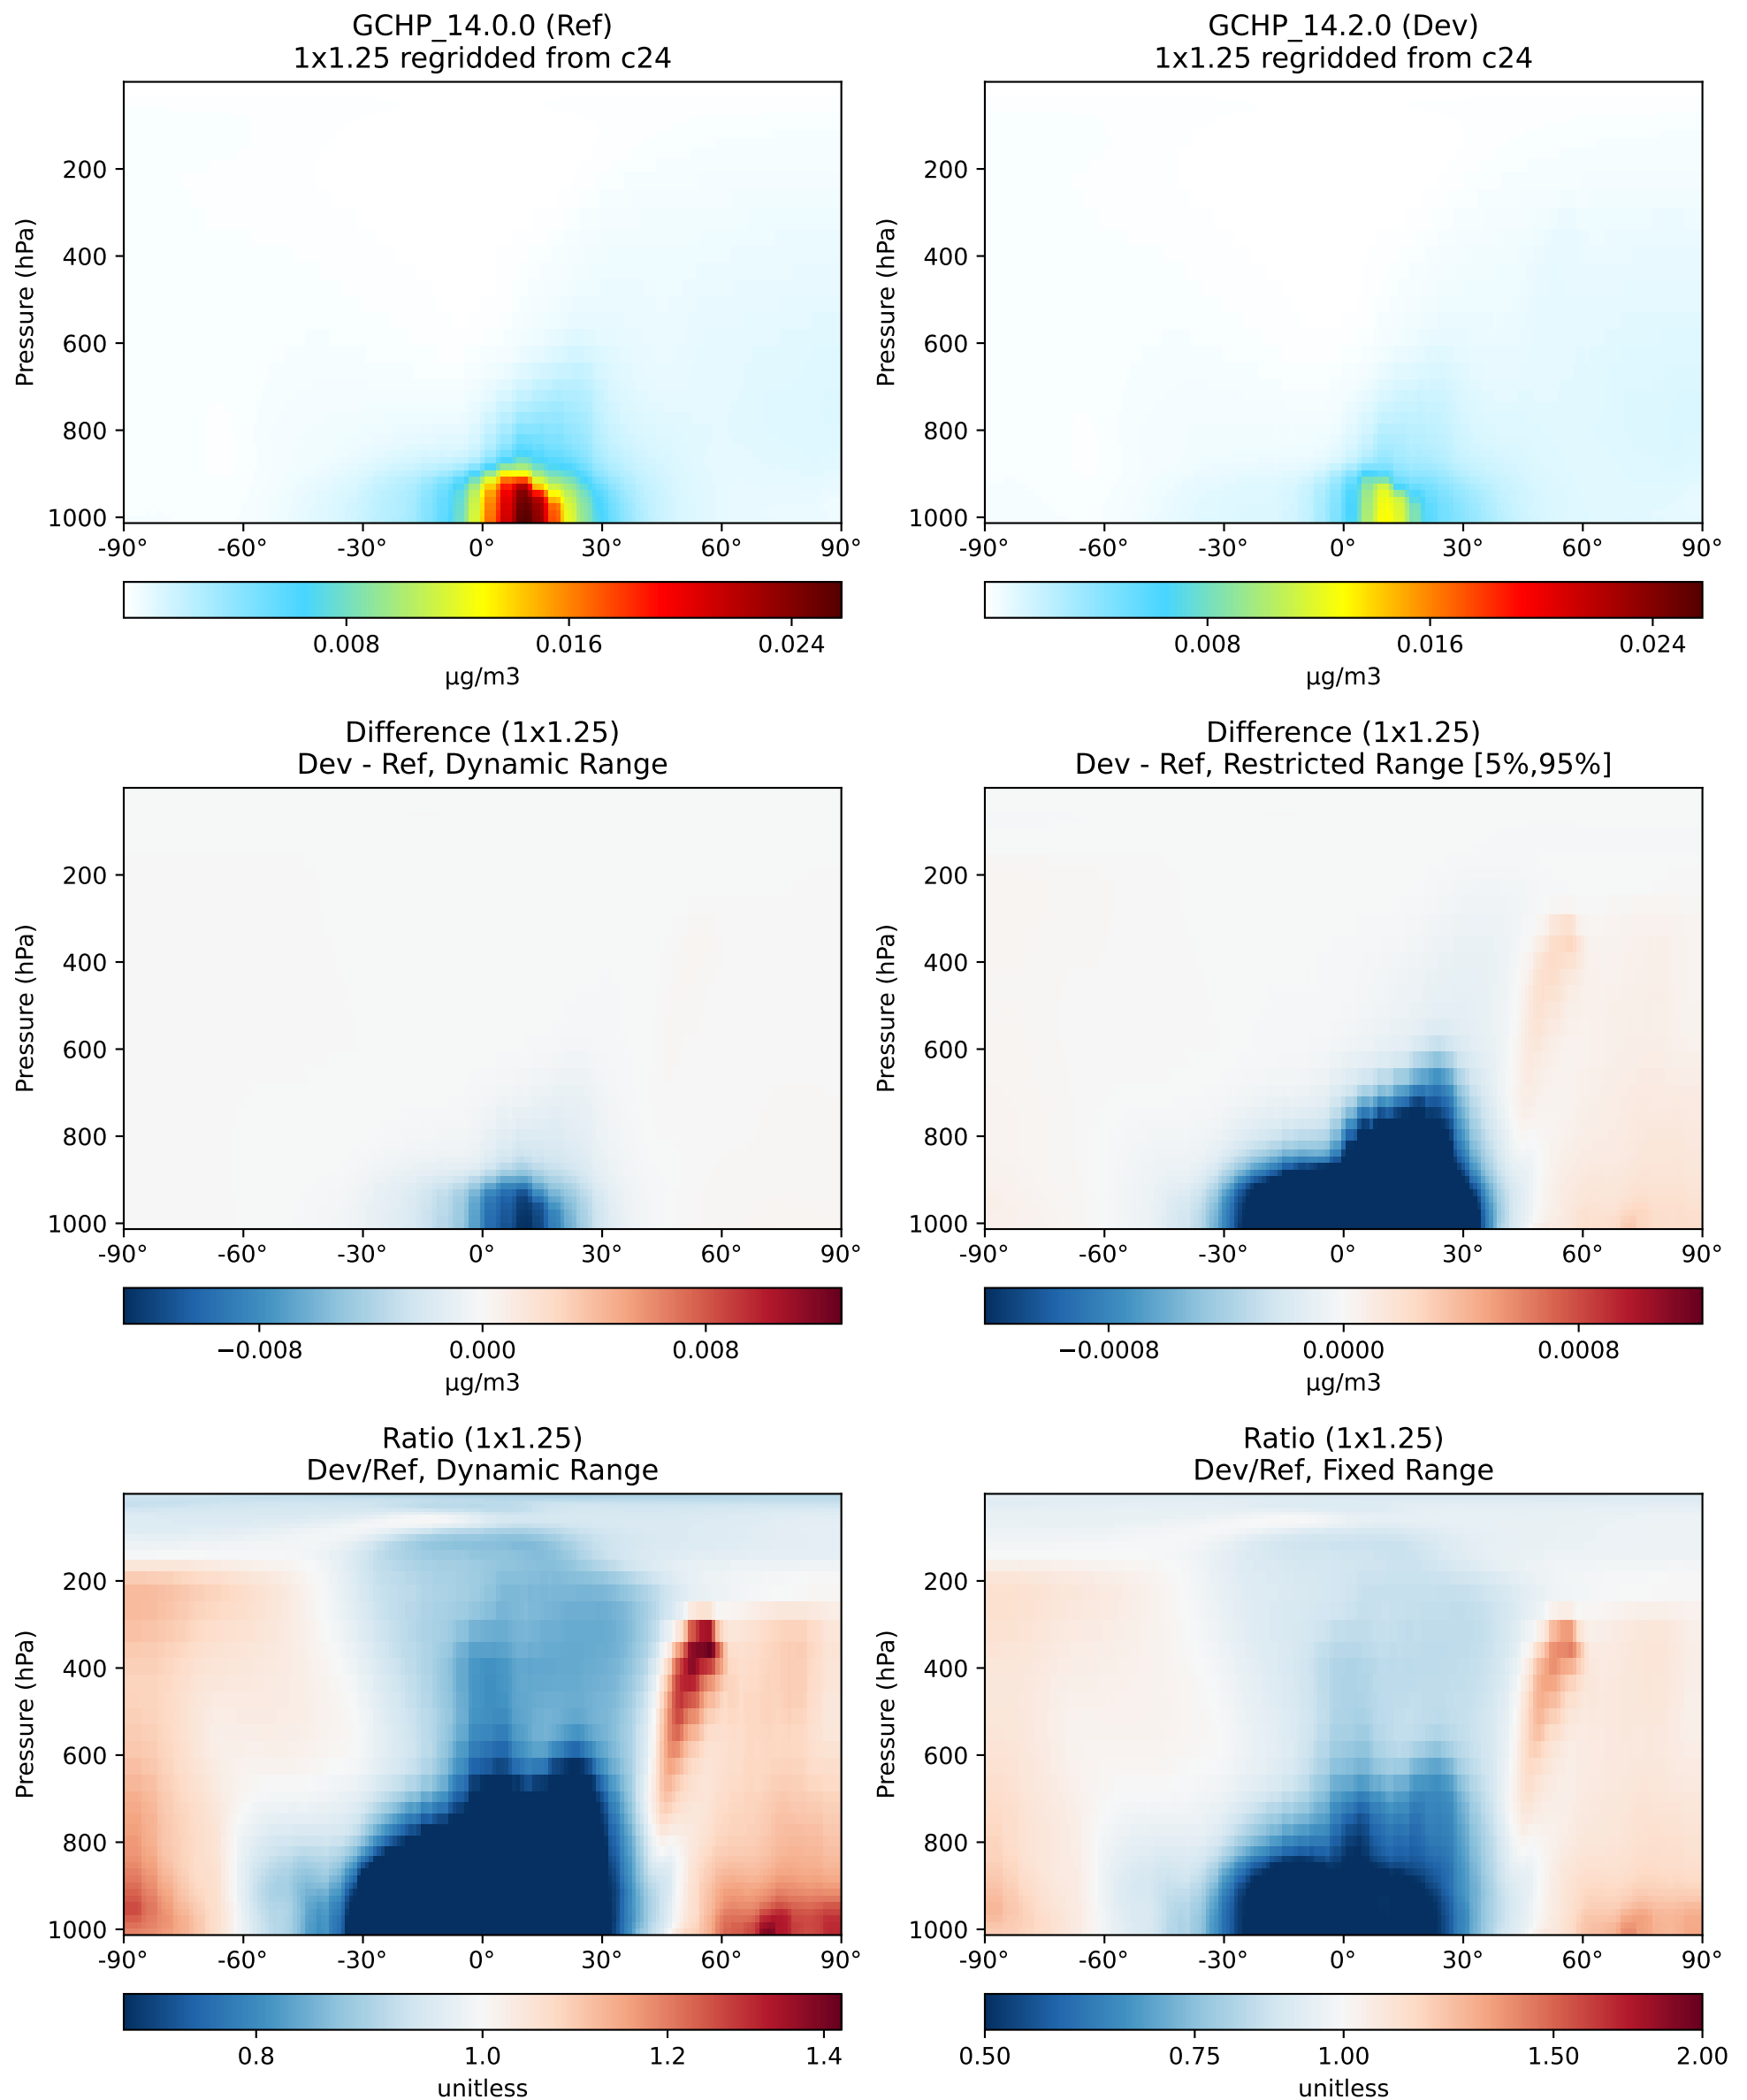 GCHP_14.0.0 (Ref)
1x1.25 regridded from c24
Pressure (hPa)
200
400
600
800
1000
-90° -60° -30° 0° 30° 60° 90°
0.008 0.016 0.024
µg/m3
GCHP_14.2.0 (Dev)
1x1.25 regridded from c24
Pressure (hPa)
200
400
600
800
1000
-90° -60° -30° 0° 30° 60° 90°
0.008 0.016 0.024
µg/m3
Difference (1x1.25)
Dev - Ref, Dynamic Range
Pressure (hPa)
200
400
600
800
1000
-90° -60° -30° 0° 30° 60° 90°
−0.008 0.000 0.008
µg/m3
Difference (1x1.25)
Dev - Ref, Restricted Range [5%,95%]
Pressure (hPa)
200
400
600
800
1000
-90° -60° -30° 0° 30° 60° 90°
−0.0008 0.0000 0.0008
µg/m3
Ratio (1x1.25)
Dev/Ref, Dynamic Range
Pressure (hPa)
200
400
600
800
1000
-90° -60° -30° 0° 30° 60° 90°
0.8 1.0 1.2 1.4
unitless
Ratio (1x1.25)
Dev/Ref, Fixed Range
Pressure (hPa)
200
400
600
800
1000
-90° -60° -30° 0° 30° 60° 90°
0.50 0.75 1.00 1.50 2.00
unitless